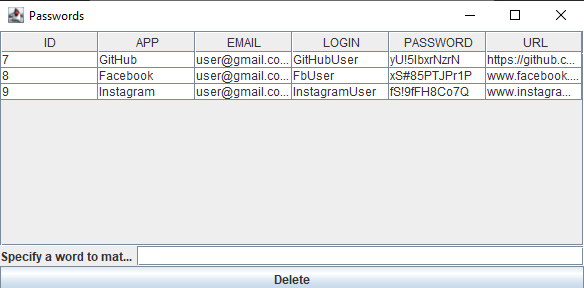 Passwords
ID APP EMAIL LOGIN PASSWORD URL
7 GitHub user@gmail.co... GitHubUser yU!5IbxrNzrN https://github.c...
8 Facebook user@gmail.co... FbUser xS#85PTJPr1P www.facebook....
9 Instagram user@gmail.co... InstagramUser fS!9fFH8Co7Q www.instagra...
Specify a word to mat...
Delete